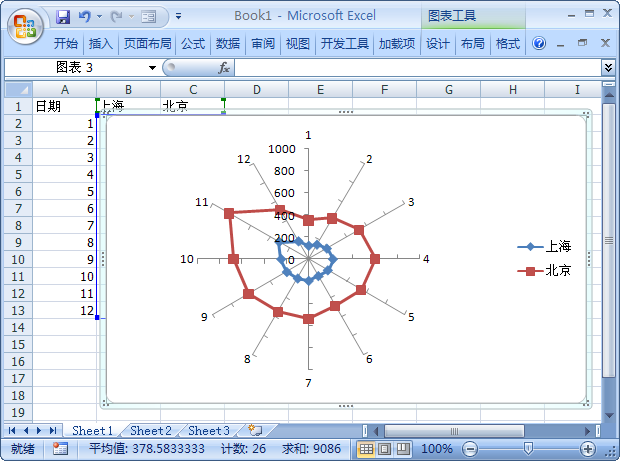 Book1 - Microsoft Excel
图表工具
开始 插入 页面布局 公式 数据 审阅 视图 开发工具 加载项 设计 布局 格式
图表 3 fx
A B C D E F G H I
1 日期 上海 北京
2 1
3 2
4 3
5 4
6 5
7 6
8 7
9 8
10 9
11 10
12 11
13 12
14
15
16
17
18
19
1
12 1000 2
800
11 600 3
400
200
10 0 4
9 5
8 6
7
上海
北京
Sheet1 Sheet2 Sheet3
就绪 平均值: 378.5833333 计数: 26 求和: 9086 100%